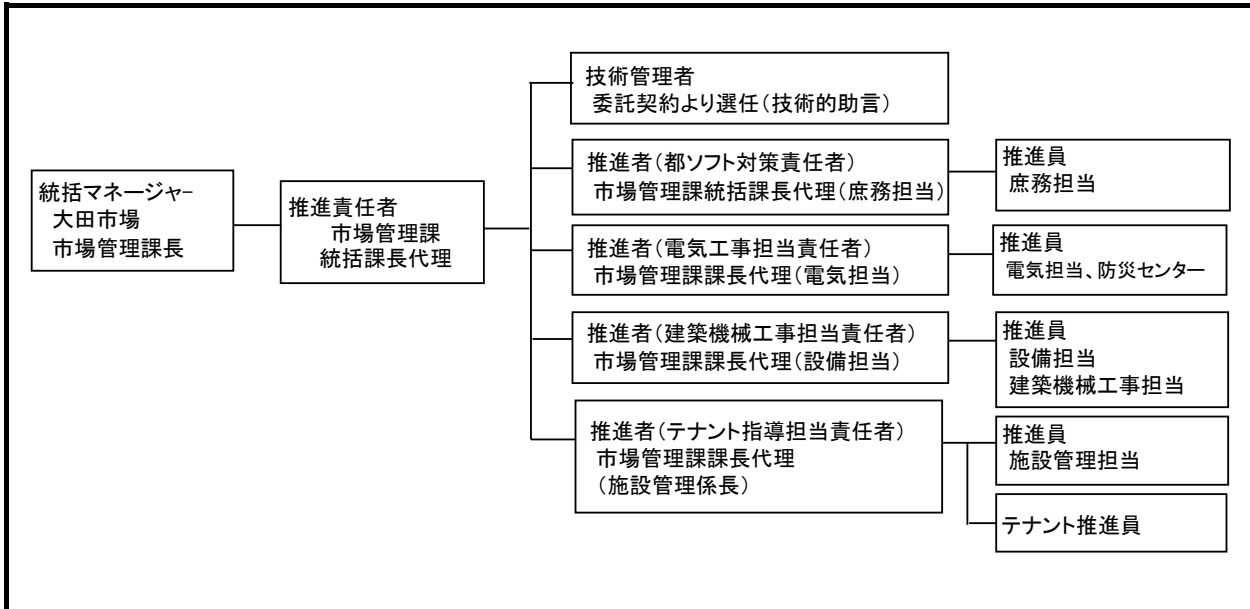 統括マネージャー
大田市場
市場管理課長
推進責任者
市場管理課
統括課長代理
技術管理者
委託契約より選任（技術的助言）
推進者（都ソフト対策責任者）
市場管理課統括課長代理（庶務担当）
推進員
庶務担当
推進者（電気工事担当責任者）
市場管理課課長代理（電気担当）
推進員
電気担当、防災センター
推進者（建築機械工事担当責任者）
市場管理課課長代理（設備担当）
推進員
設備担当
建築機械工事担当
推進者（テナント指導担当責任者）
市場管理課課長代理
（施設管理係長）
推進員
施設管理担当
テナント推進員